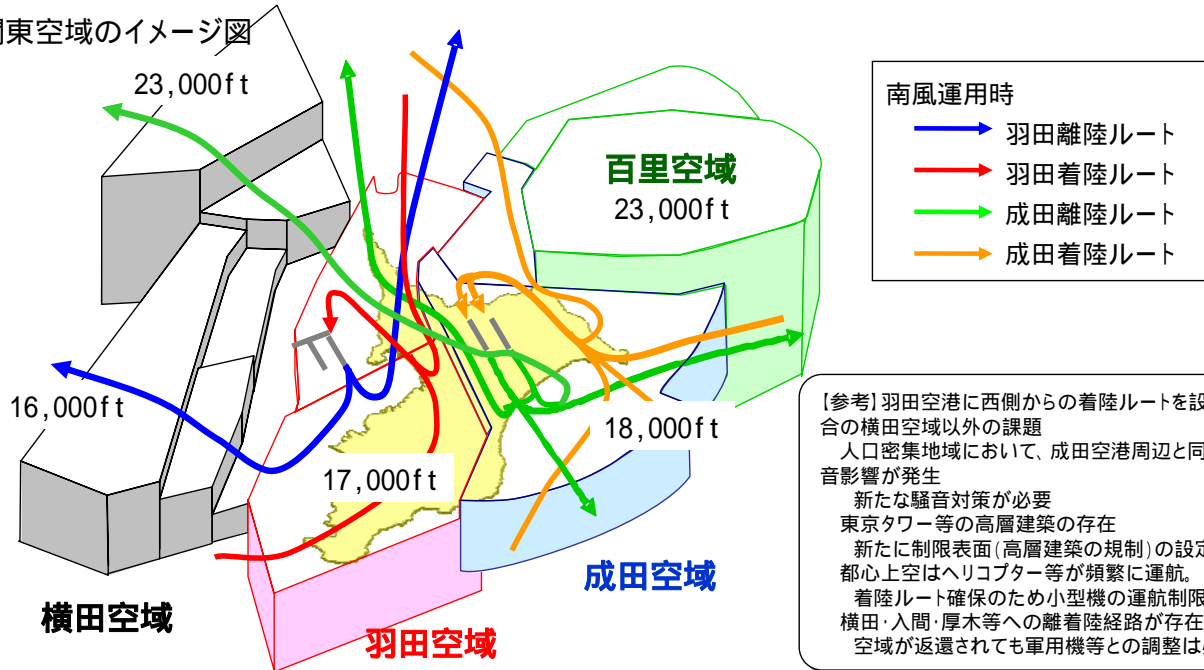 関東空域のイメージ図
23,000ft
南風運用時
羽田離陸ルート
羽田着陸ルート
成田離陸ルート
成田着陸ルート
百里空域
23,000ft
16,000ft
17,000ft
18,000ft
横田空域
羽田空域
成田空域
【参考】羽田空港に西側からの着陸ルートを設
合の横田空域以外の課題
人口密集地域において、成田空港周辺と同
音影響が発生
新たな騒音対策が必要
東京タワー等の高層建築の存在
新たに制限表面(高層建築の規制)の設定
都心上空はヘリコプター等が頻繁に運航。
着陸ルート確保のため小型機の運航制限
横田・入間・厚木等への離着陸経路が存在
空域が返還されても軍用機等との調整は